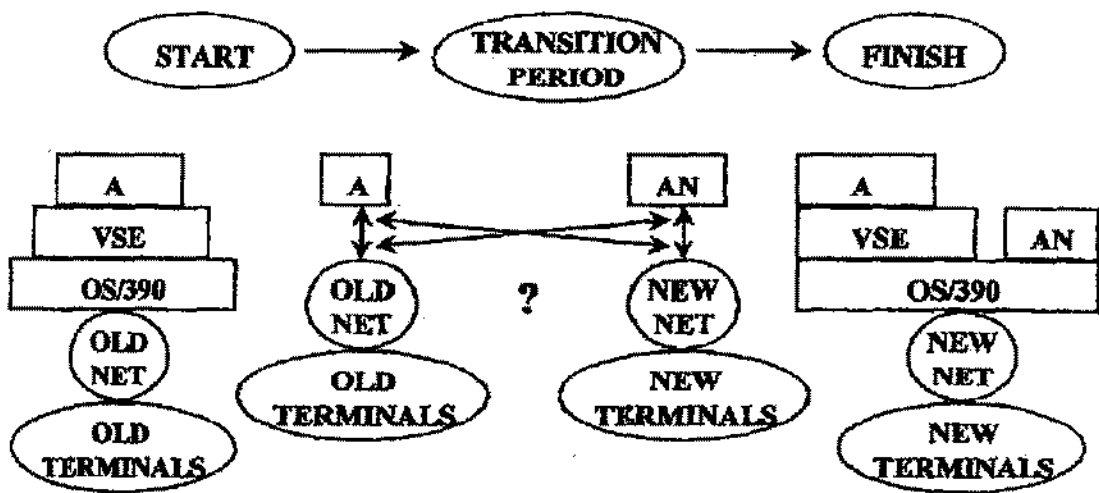 START
TRANSITION
PERIOD
FINISH
A
VSE
OS/390
OLD
NET
OLD
TERMINALS
A
OLD
NET
OLD
TERMINALS
?
AN
NEW
NET
NEW
TERMINALS
A
VSE
AN
OS/390
NEW
NET
NEW
TERMINALS